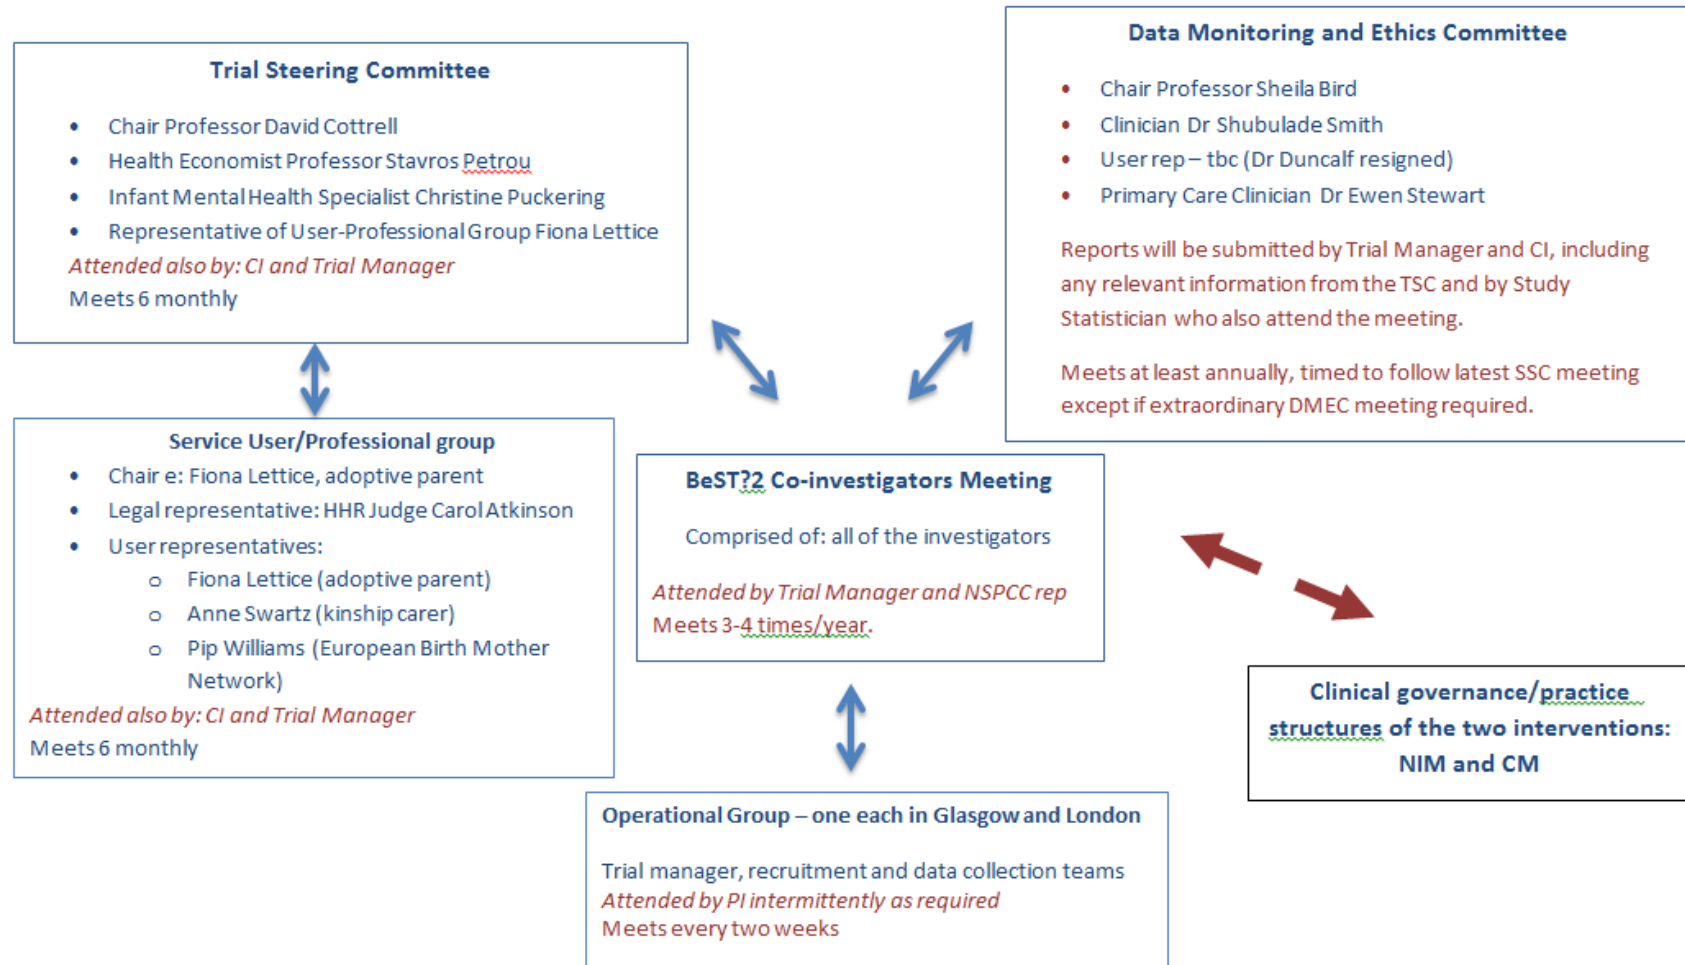 Trial Steering Committee
• Chair Professor David Cottrell
• Health Economist Professor Stavros Petrou
• Infant Mental Health Specialist Christine Puckering
• Representative of User-Professional Group Fiona Lettice
Attended also by: CI and Trial Manager
Meets 6 monthly
Data Monitoring and Ethics Committee
• Chair Professor Sheila Bird
• Clinician Dr Shubulade Smith
• User rep – tbc (Dr Duncalf resigned)
• Primary Care Clinician Dr Ewen Stewart
Reports will be submitted by Trial Manager and CI, including
any relevant information from the TSC and by Study
Statistician who also attend the meeting.
Meets at least annually, timed to follow latest SSC meeting
except if extraordinary DMEC meeting required.
Service User/Professional group
• Chair e: Fiona Lettice, adoptive parent
• Legal representative: HHR Judge Carol Atkinson
• User representatives:
o Fiona Lettice (adoptive parent)
o Anne Swartz (kinship carer)
o Pip Williams (European Birth Mother
Network)
Attended also by: CI and Trial Manager
Meets 6 monthly
BeST?2 Co-investigators Meeting
Comprised of: all of the investigators
Attended by Trial Manager and NSPCC rep
Meets 3-4 times/year.
Clinical governance/practice
structures of the two interventions:
NIM and CM
Operational Group – one each in Glasgow and London
Trial manager, recruitment and data collection teams
Attended by PI intermittently as required
Meets every two weeks